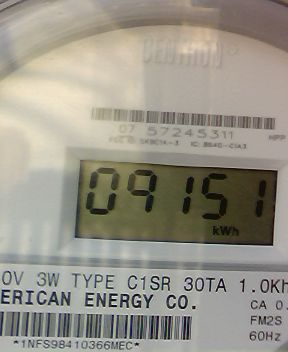 CENTRON®
07 57245311
09151
kWh
0V 3W TYPE C1SR 30TA 1.0Kh
ERICAN ENERGY CO.
CA 0.
FM2S
*1NFS98410366MEC*
60Hz